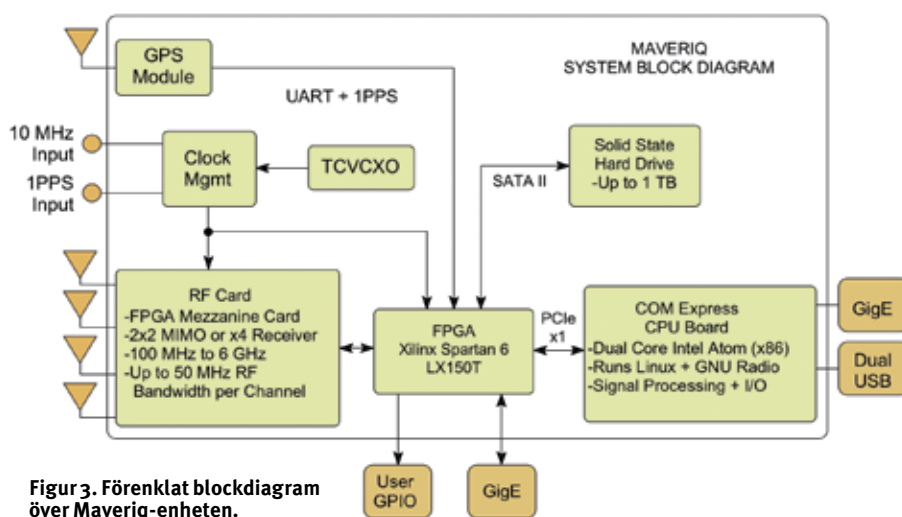 MAVERIQ
SYSTEM BLOCK DIAGRAM
GPS
Module
UART + 1PPS
10 MHz
Input
1PPS
Input
Clock
Mgmt
TCVCXO
SATA II
Solid State
Hard Drive
-Up to 1 TB
RF Card
-FPGA Mezzanine Card
-2x2 MIMO or x4 Receiver
-100 MHz to 6 GHz
-Up to 50 MHz RF
Bandwidth per Channel
FPGA
Xilinx Spartan 6
LX150T
PCIe
x1
COM Express
CPU Board
-Dual Core Intel Atom (x86)
-Runs Linux + GNU Radio
-Signal Processing + I/O
GigE
Dual
USB
User
GPIO
GigE
Figur 3. Förenklat blockdiagram
över Maveriq-enheten.